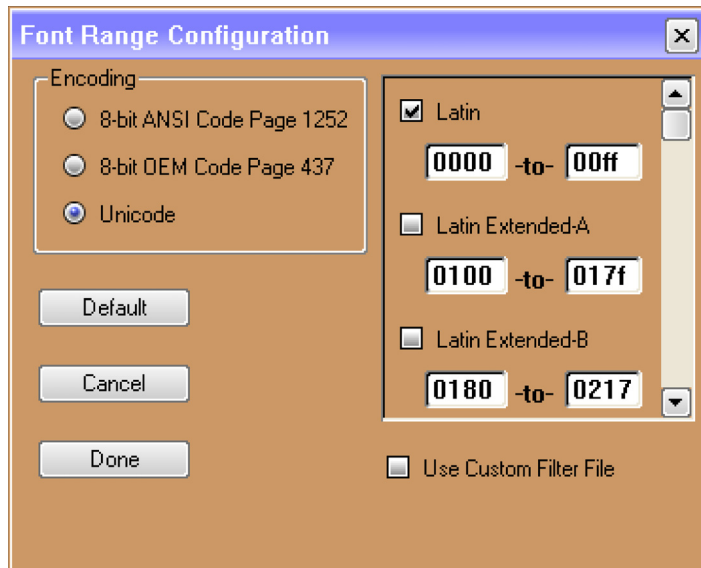 Font Range Configuration
Encoding
8-bit ANSI Code Page 1252
8-bit OEM Code Page 437
Unicode
Default
Cancel
Done
Latin
0000 -to- 00ff
Latin Extended-A
0100 -to- 017f
Latin Extended-B
0180 -to- 0217
Use Custom Filter File